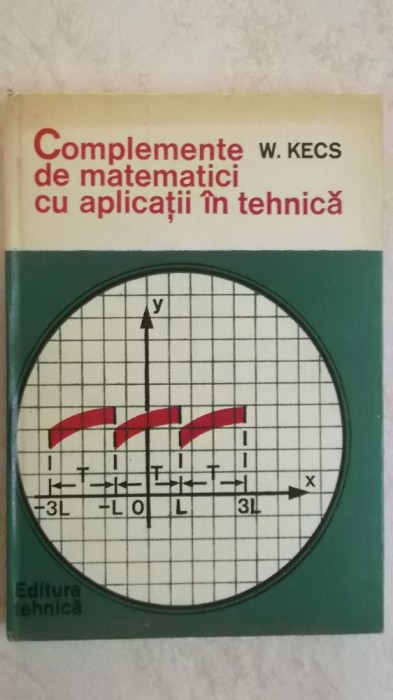 Complemente W. KECS
de matematici
cu aplicații în tehnică
y
T T T
x
-3L -L 0 L 3L
Editura
tehnică